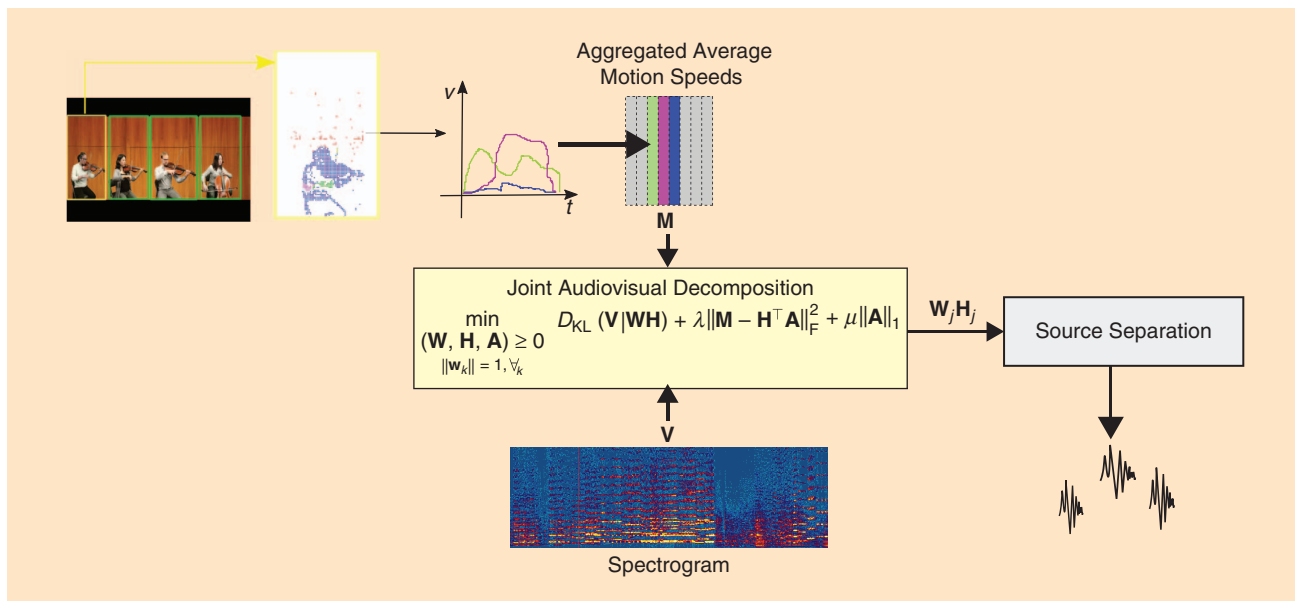 Aggregated Average
Motion Speeds
v
t
M
Joint Audiovisual Decomposition
min
(W, H, A) ≥ 0
‖w_k‖ = 1, ∀_k
D_KL (V|WH) + λ‖M − H^⊤A‖_F^2 + μ‖A‖_1
W_jH_j
Source Separation
V
Spectrogram